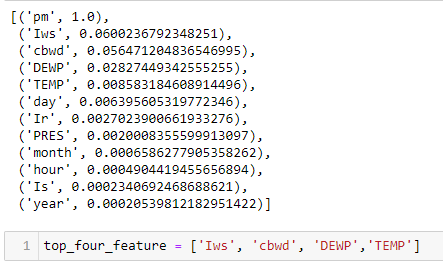 [('pm', 1.0),
('Iws', 0.0600236792348251),
('cbwd', 0.056471204836546995),
('DEWP', 0.02827449342555255),
('TEMP', 0.008583184608914496),
('day', 0.006395605319772346),
('Ir', 0.0027023900661933276),
('PRES', 0.0020008355599913097),
('month', 0.0006586277905358262),
('hour', 0.0004904419455656894),
('Is', 0.0002340692468688621),
('year', 0.00020539812182951422)]
1 top_four_feature = ['Iws', 'cbwd', 'DEWP','TEMP']